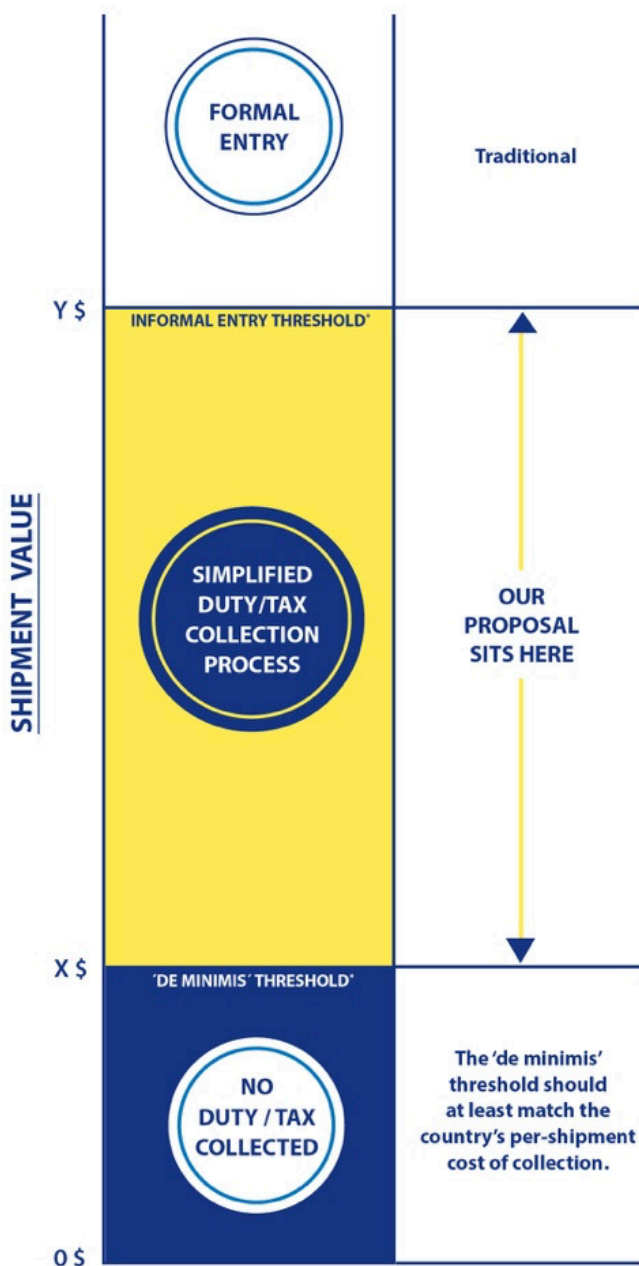 FORMAL
ENTRY
Traditional
Y $
INFORMAL ENTRY THRESHOLD*
SHIPMENT VALUE
SIMPLIFIED
DUTY/TAX
COLLECTION
PROCESS
OUR
PROPOSAL
SITS HERE
X $
'DE MINIMIS' THRESHOLD*
NO
DUTY / TAX
COLLECTED
The 'de minimis'
threshold should
at least match the
country's per-shipment
cost of collection.
0 $